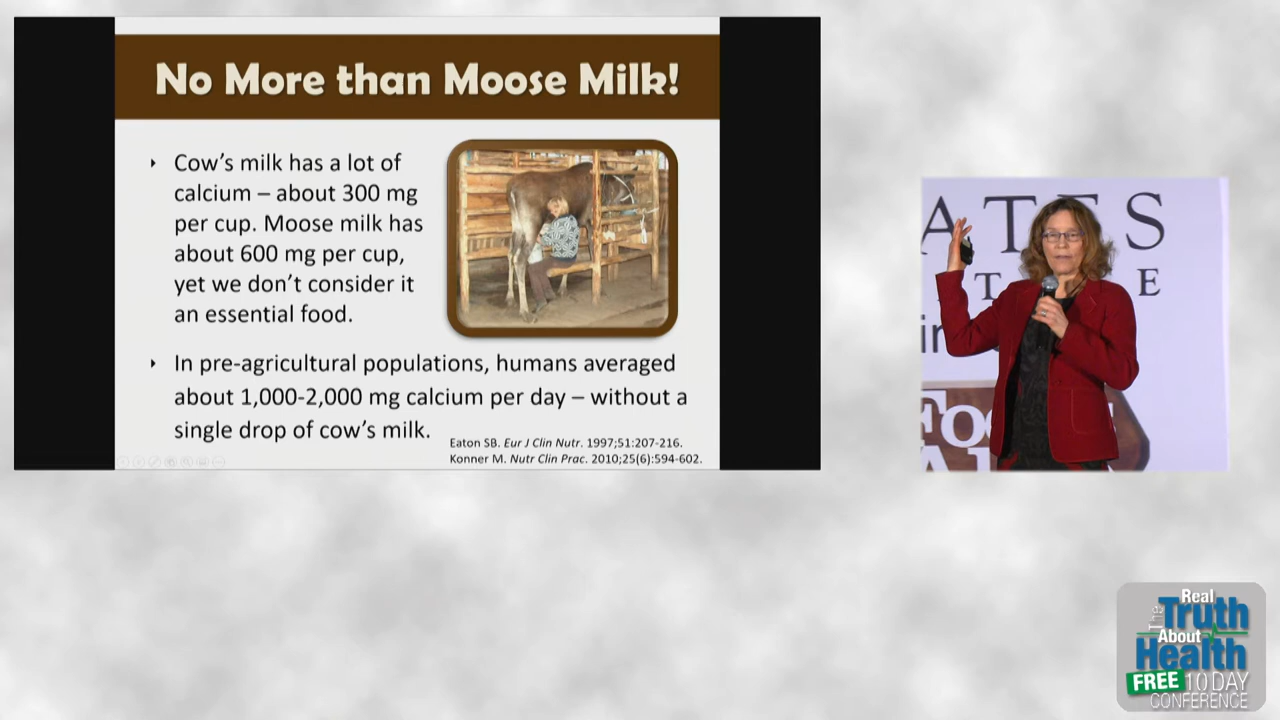 No More than Moose Milk!
‣ Cow’s milk has a lot of
calcium – about 300 mg
per cup. Moose milk has
about 600 mg per cup,
yet we don’t consider it
an essential food.
‣ In pre-agricultural populations, humans averaged
about 1,000-2,000 mg calcium per day – without a
single drop of cow’s milk.
Eaton SB. Eur J Clin Nutr. 1997;51:207-216.
Konner M. Nutr Clin Prac. 2010;25(6):594-602.
ATES
T E
The Real
Truth
About
Health
FREE 10 DAY
CONFERENCE